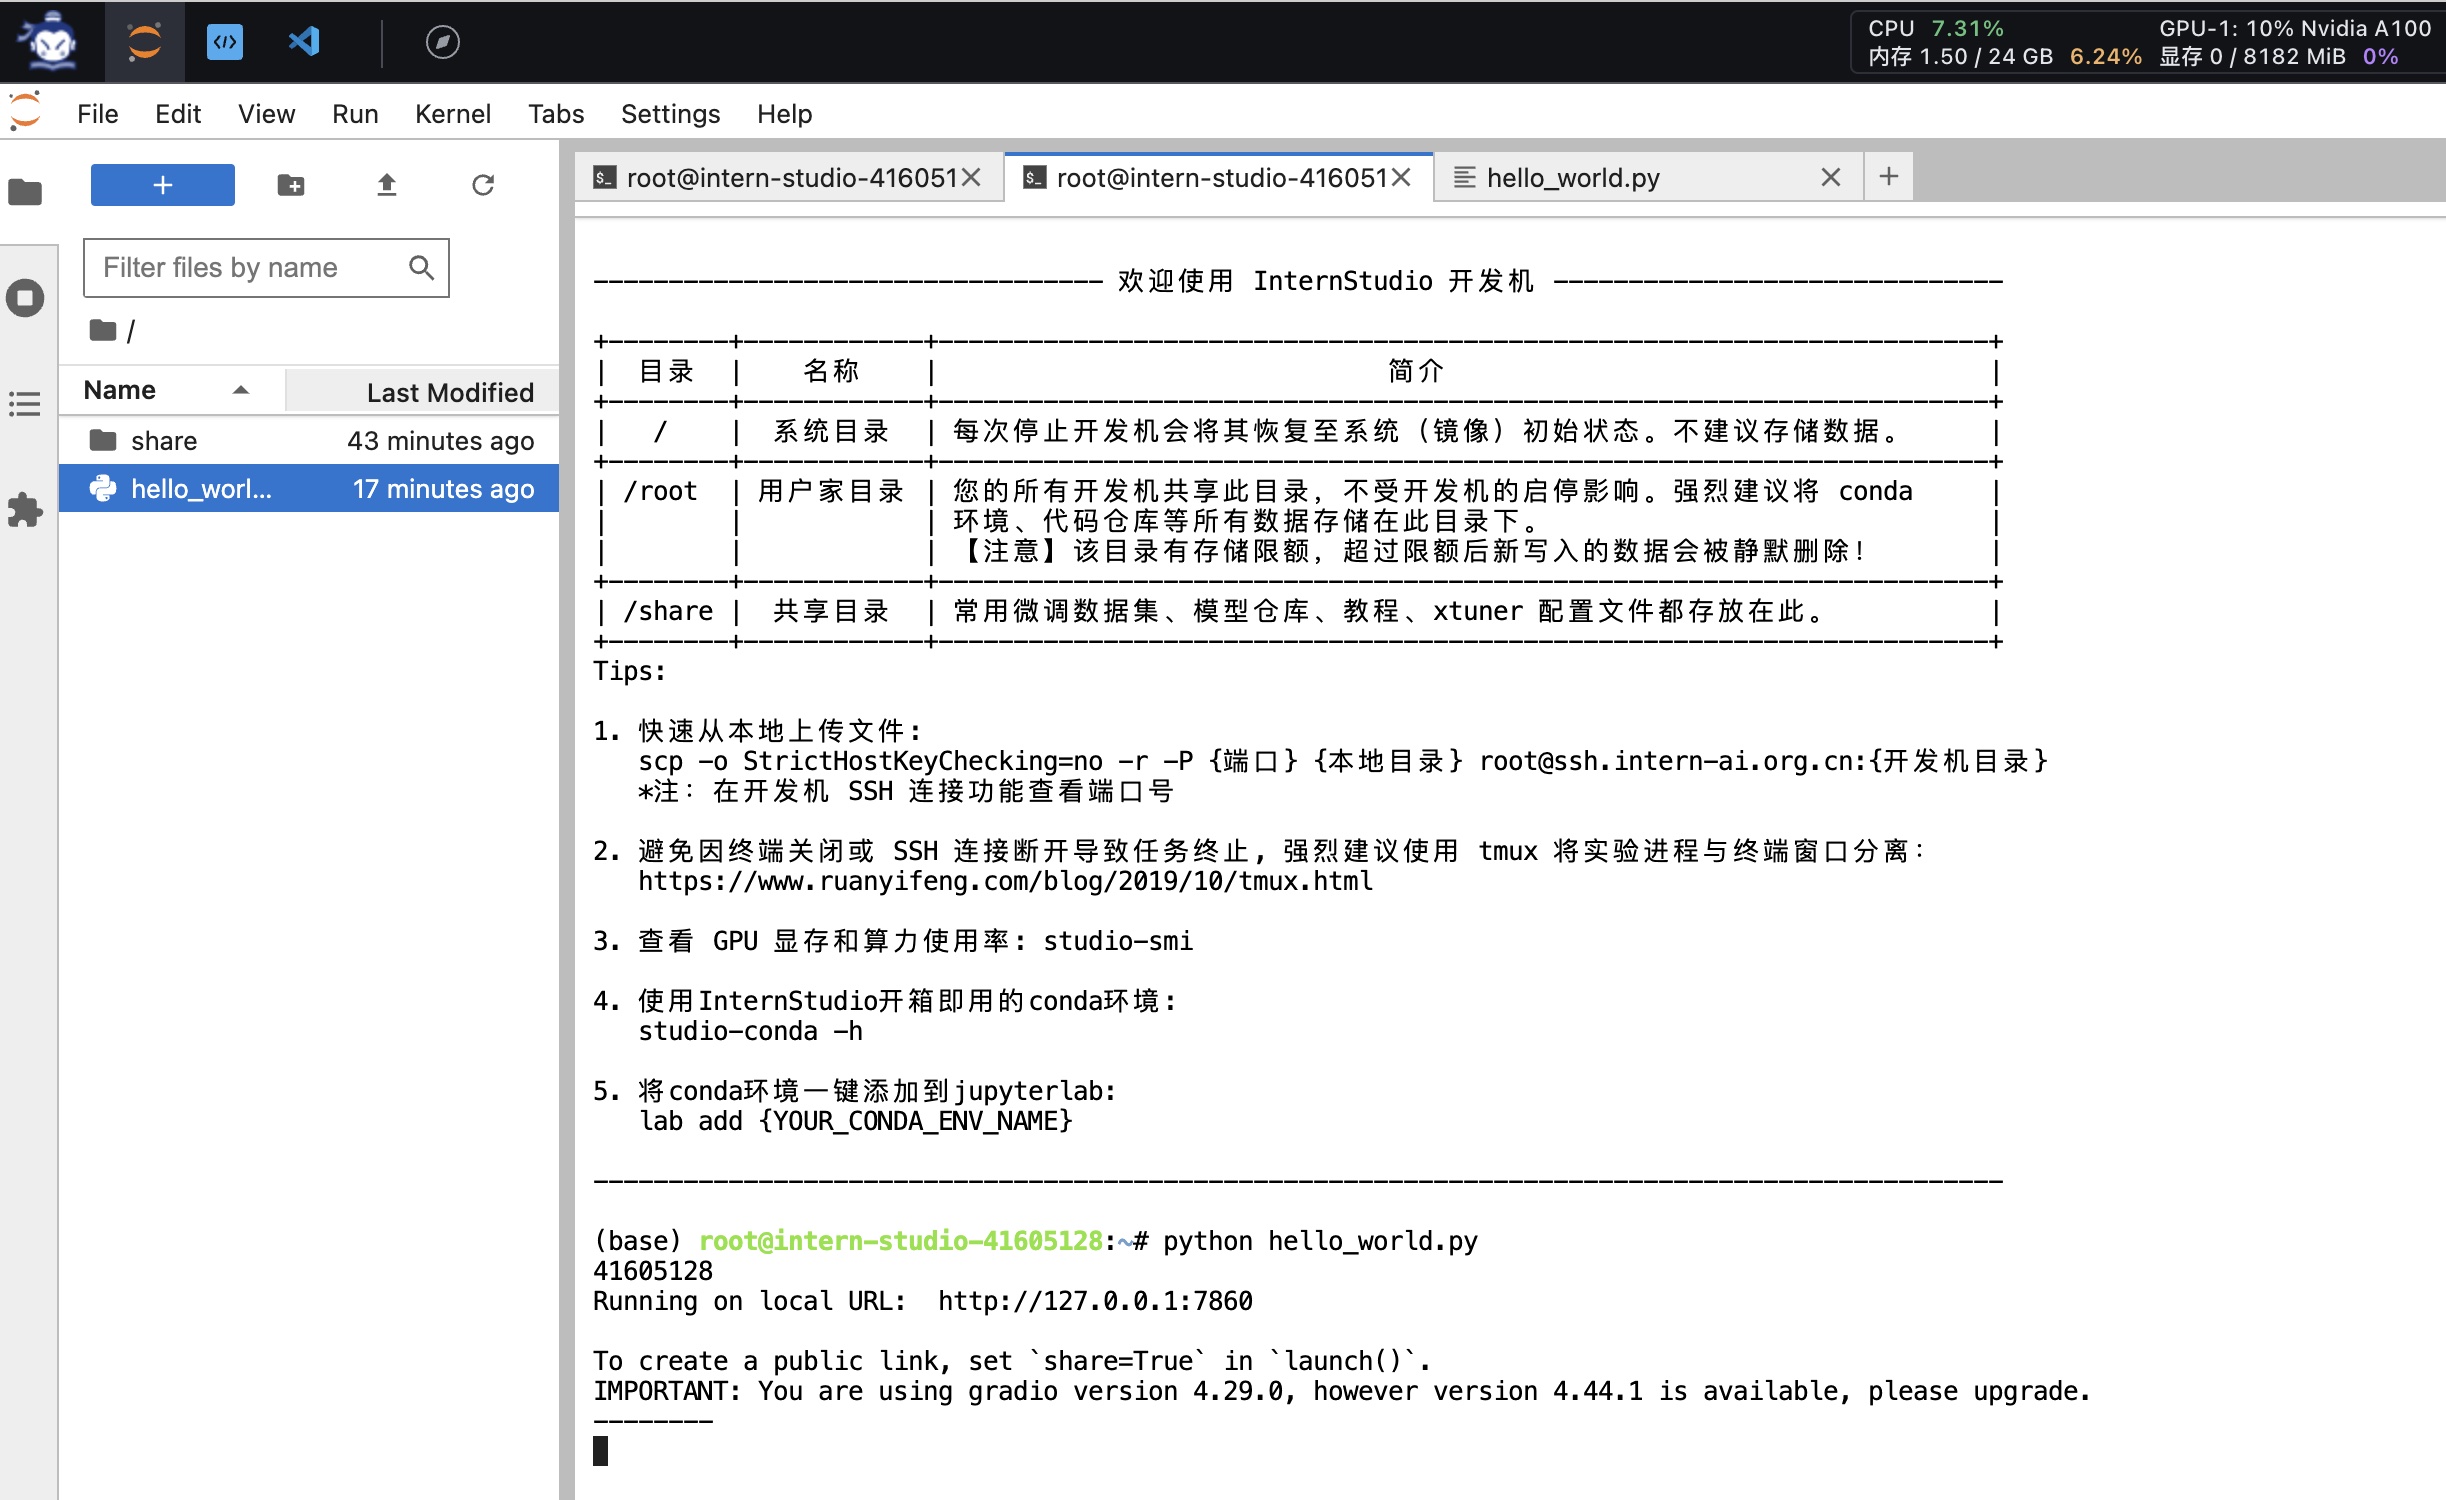 CPU 7.31% GPU-1: 10% Nvidia A100
内存 1.50 / 24 GB 6.24% 显存 0 / 8182 MiB 0%
File Edit View Run Kernel Tabs Settings Help
root@intern-studio-416051 root@intern-studio-416051 hello_world.py
Filter files by name
/
Name Last Modified
share 43 minutes ago
hello_worl... 17 minutes ago
---------------------------------- 欢迎使用 InternStudio 开发机 ------------------------------
+--------+------------+----------------------------------------------------------------------+
| 目录 | 名称 | 简介 |
+--------+------------+----------------------------------------------------------------------+
| / | 系统目录 | 每次停止开发机会将其恢复至系统（镜像）初始状态。不建议存储数据。 |
+--------+------------+----------------------------------------------------------------------+
| /root | 用户家目录 | 您的所有开发机共享此目录，不受开发机的启停影响。强烈建议将 conda |
| | | 环境、代码仓库等所有数据存储在此目录下。 |
| | | 【注意】该目录有存储限额，超过限额后新写入的数据会被静默删除！ |
+--------+------------+----------------------------------------------------------------------+
| /share | 共享目录 | 常用微调数据集、模型仓库、教程、xtuner 配置文件都存放在此。 |
+--------+------------+----------------------------------------------------------------------+
Tips:
1. 快速从本地上传文件：
scp -o StrictHostKeyChecking=no -r -P {端口} {本地目录} root@ssh.intern-ai.org.cn:{开发机目录}
*注：在开发机 SSH 连接功能查看端口号
2. 避免因终端关闭或 SSH 连接断开导致任务终止，强烈建议使用 tmux 将实验进程与终端窗口分离：
https://www.ruanyifeng.com/blog/2019/10/tmux.html
3. 查看 GPU 显存和算力使用率：studio-smi
4. 使用InternStudio开箱即用的conda环境：
studio-conda -h
5. 将conda环境一键添加到jupyterlab:
lab add {YOUR_CONDA_ENV_NAME}
----------------------------------------------------------------------------------------------
(base) root@intern-studio-41605128:~# python hello_world.py
41605128
Running on local URL:  http://127.0.0.1:7860
To create a public link, set `share=True` in `launch()`.
IMPORTANT: You are using gradio version 4.29.0, however version 4.44.1 is available, please upgrade.
--------